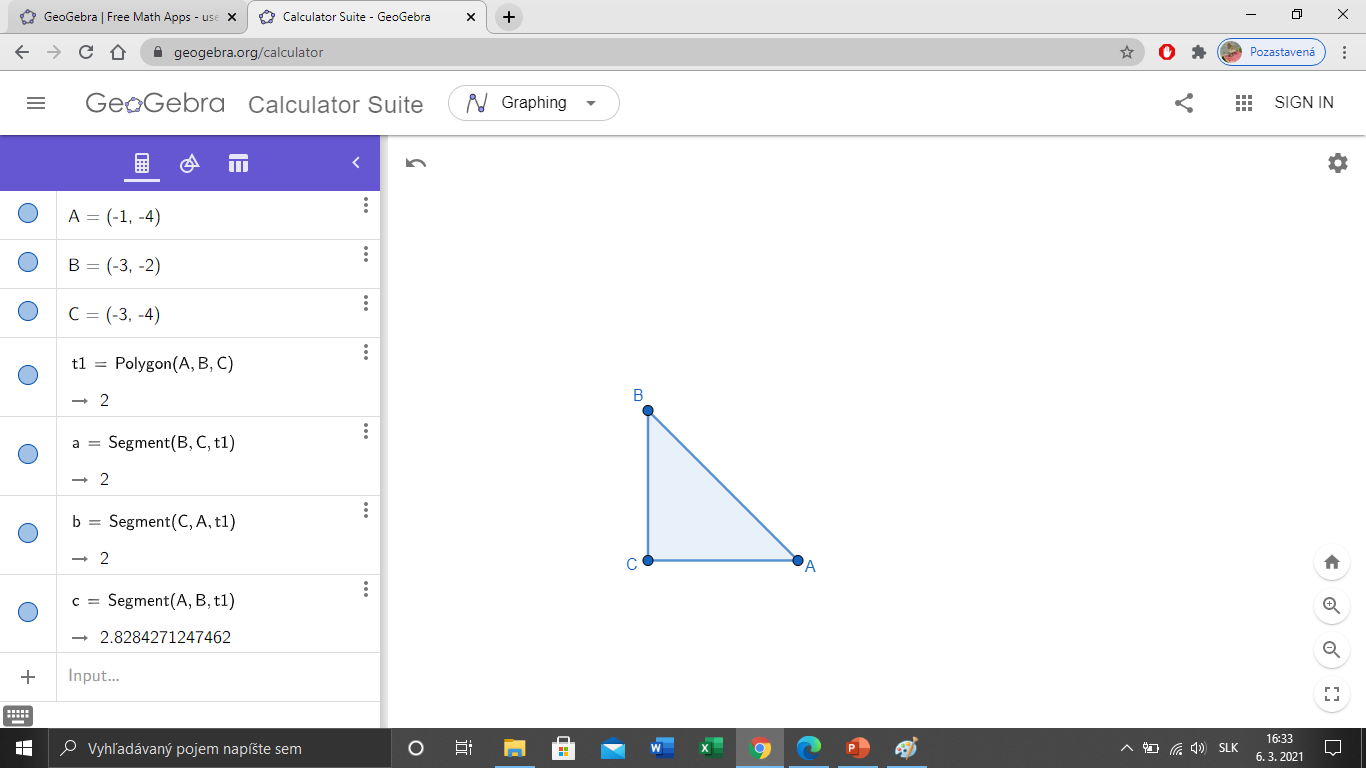 GeoGebra | Free Math Apps - use
Calculator Suite - GeoGebra
geogebra.org/calculator
Pozastavená
GeoGebra
Calculator Suite
Graphing
SIGN IN
A = (-1, -4)
B = (-3, -2)
C = (-3, -4)
t1 = Polygon(A, B, C)
→ 2
a = Segment(B, C, t1)
→ 2
b = Segment(C, A, t1)
→ 2
c = Segment(A, B, t1)
→ 2.8284271247462
Input...
B
C
A
Vyhľadávaný pojem napíšte sem
SLK
16:33
6. 3. 2021